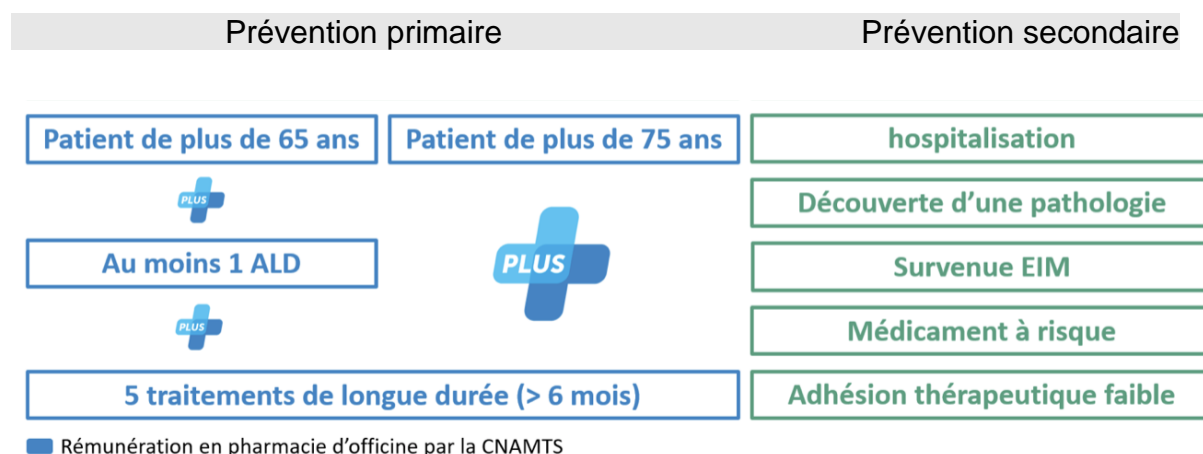 Prévention primaire
Prévention secondaire
Patient de plus de 65 ans
Patient de plus de 75 ans
hospitalisation
PLUS
Découverte d'une pathologie
Au moins 1 ALD
PLUS
Survenue EIM
PLUS
Médicament à risque
5 traitements de longue durée (> 6 mois)
Adhésion thérapeutique faible
Rémunération en pharmacie d'officine par la CNAMTS